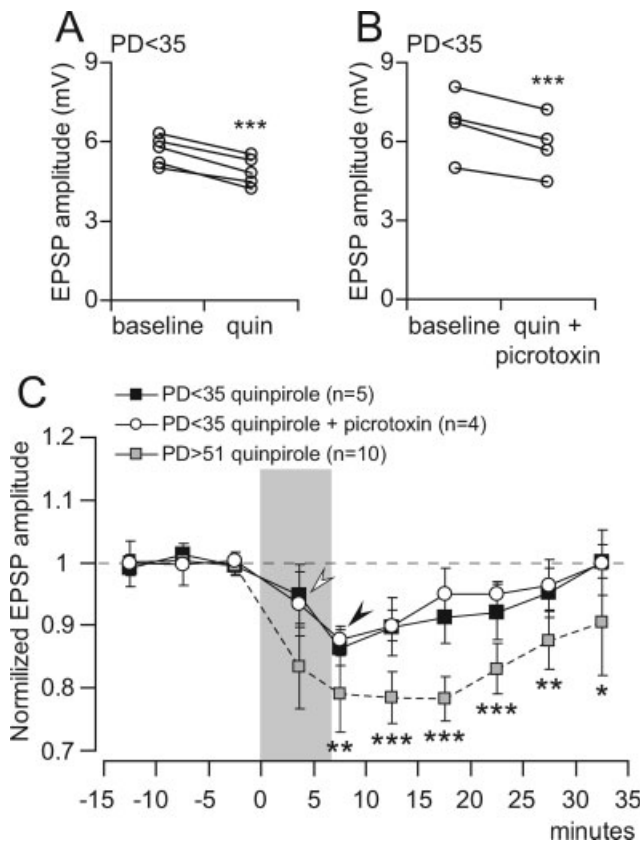 A
PD<35
EPSP amplitude (mV)
9
6
3
0
***
baseline quin
B
PD<35
EPSP amplitude (mV)
9
6
3
0
***
baseline quin +
picrotoxin
C
PD<35 quinpirole (n=5)
PD<35 quinpirole + picrotoxin (n=4)
PD>51 quinpirole (n=10)
Normilized EPSP amplitude
1.2
1.1
1
0.9
0.8
0.7
** *** *** *** ** *
-15 -10 -5 0 5 10 15 20 25 30 35
minutes